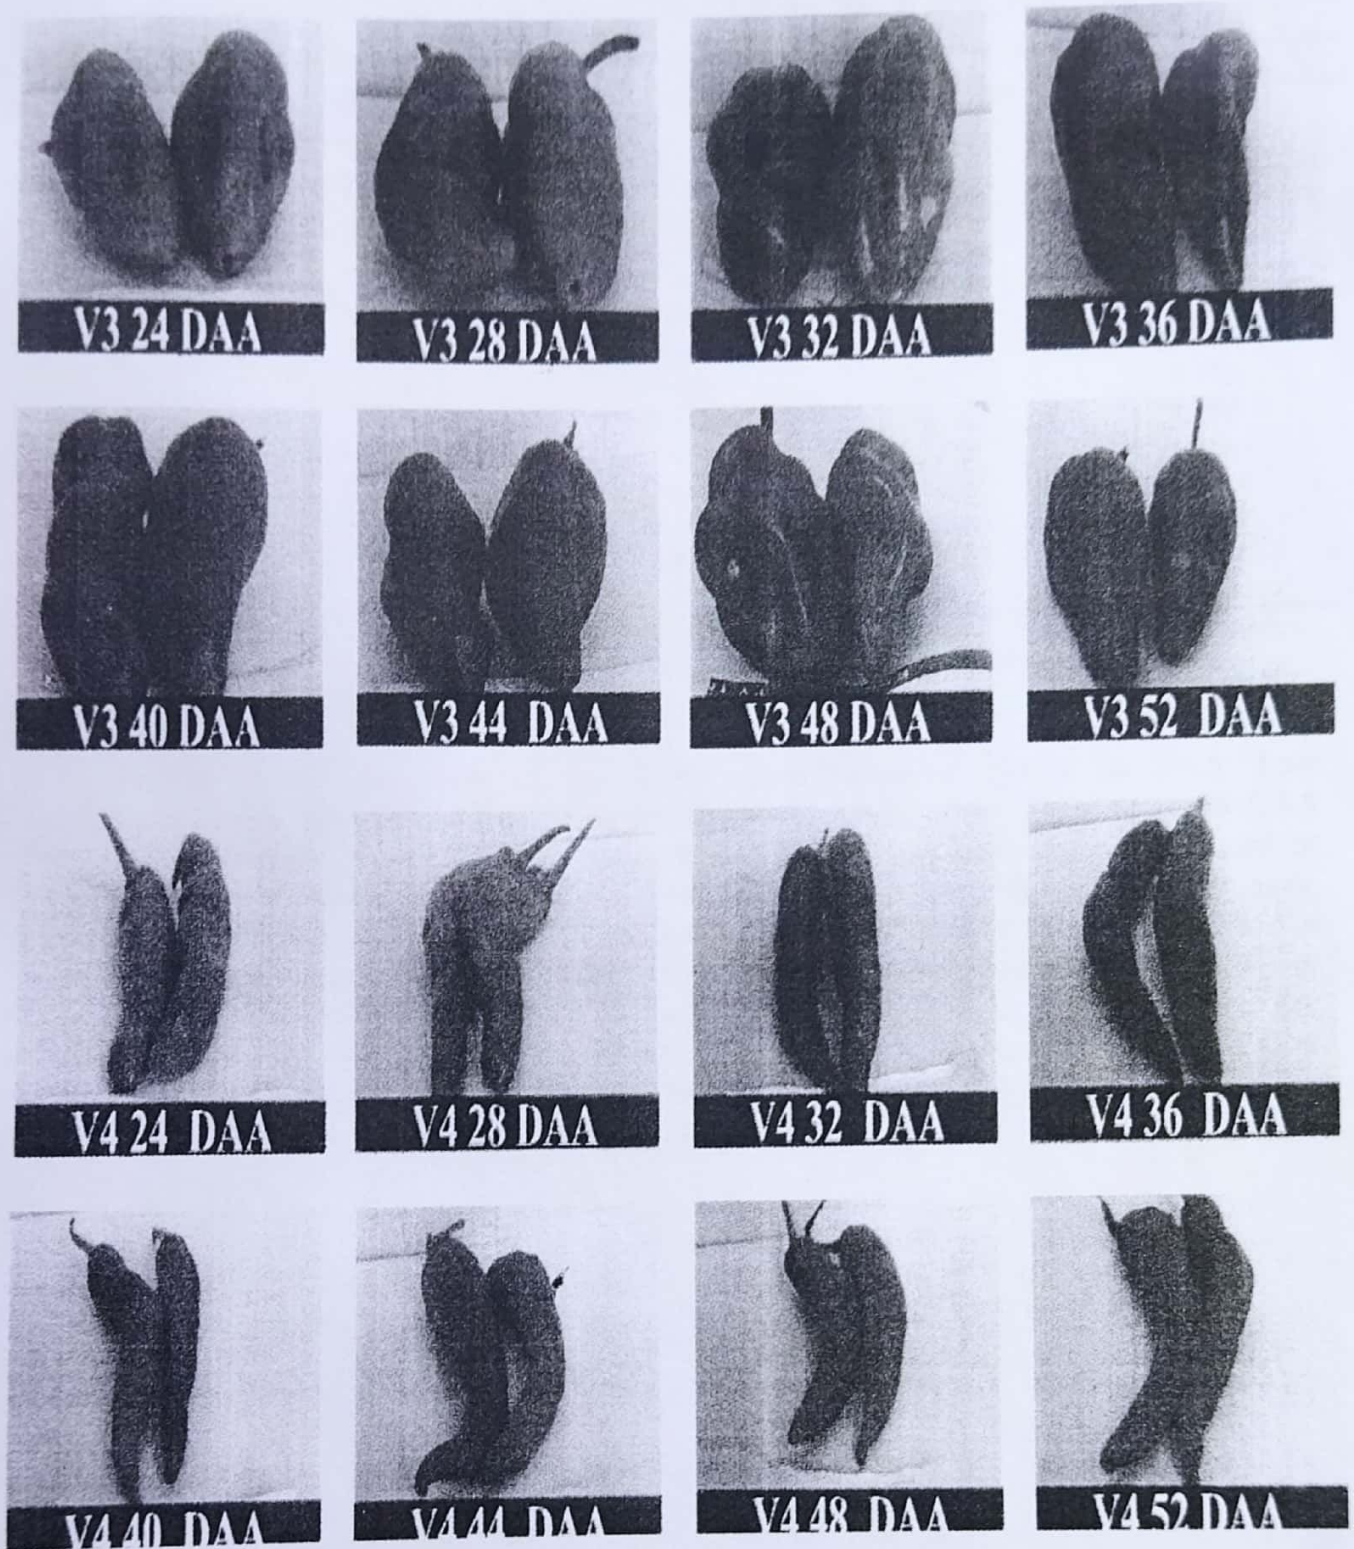 V3 24 DAA
V3 28 DAA
V3 32 DAA
V3 36 DAA
V3 40 DAA
V3 44 DAA
V3 48 DAA
V3 52 DAA
V4 24 DAA
V4 28 DAA
V4 32 DAA
V4 36 DAA
V4 40 DAA
V4 44 DAA
V4 48 DAA
V4 52 DAA